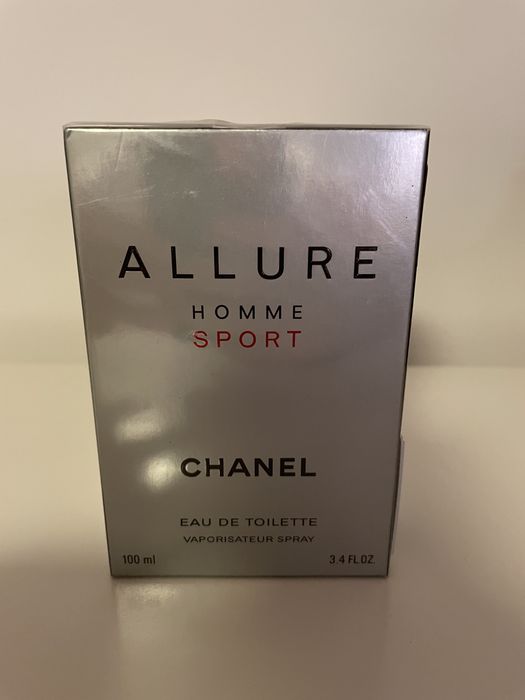 ALLURE
HOMME
SPORT
CHANEL
EAU DE TOILETTE
VAPORISATEUR SPRAY
100 ml 3.4 FL.OZ.